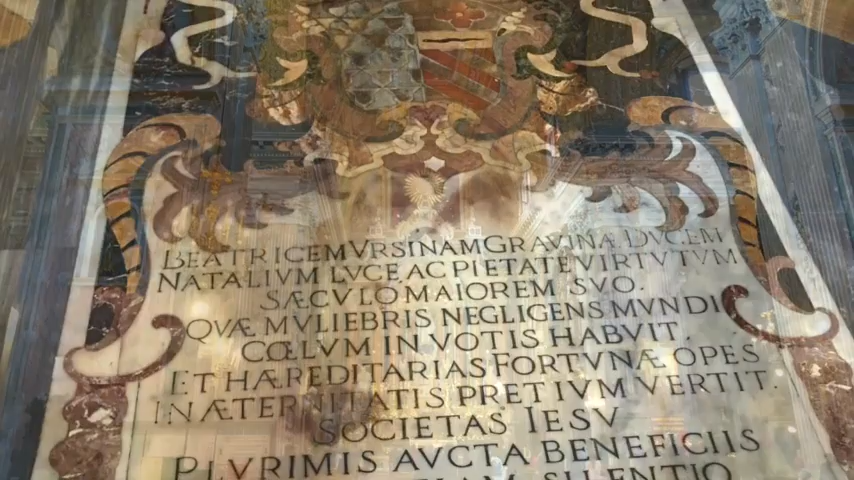 BEATRICEM VRSINAM GRAVINÆ DVCEM
NATALIVM LVCE AC PIETATE VIRTVTVM
SÆCVLO MAIOREM SVO.
QVÆ MVLIEBRIS NEGLIGENS MVNDI
CŒLVM IN VOTIS HABVIT.
ET HÆREDITARIAS FORTVNÆ OPES
IN ÆTERNITATIS PRETIVM VERTIT.
SOCIETAS IESV
PLVRIMIS AVCTA BENEFICIIS
SILENTIO